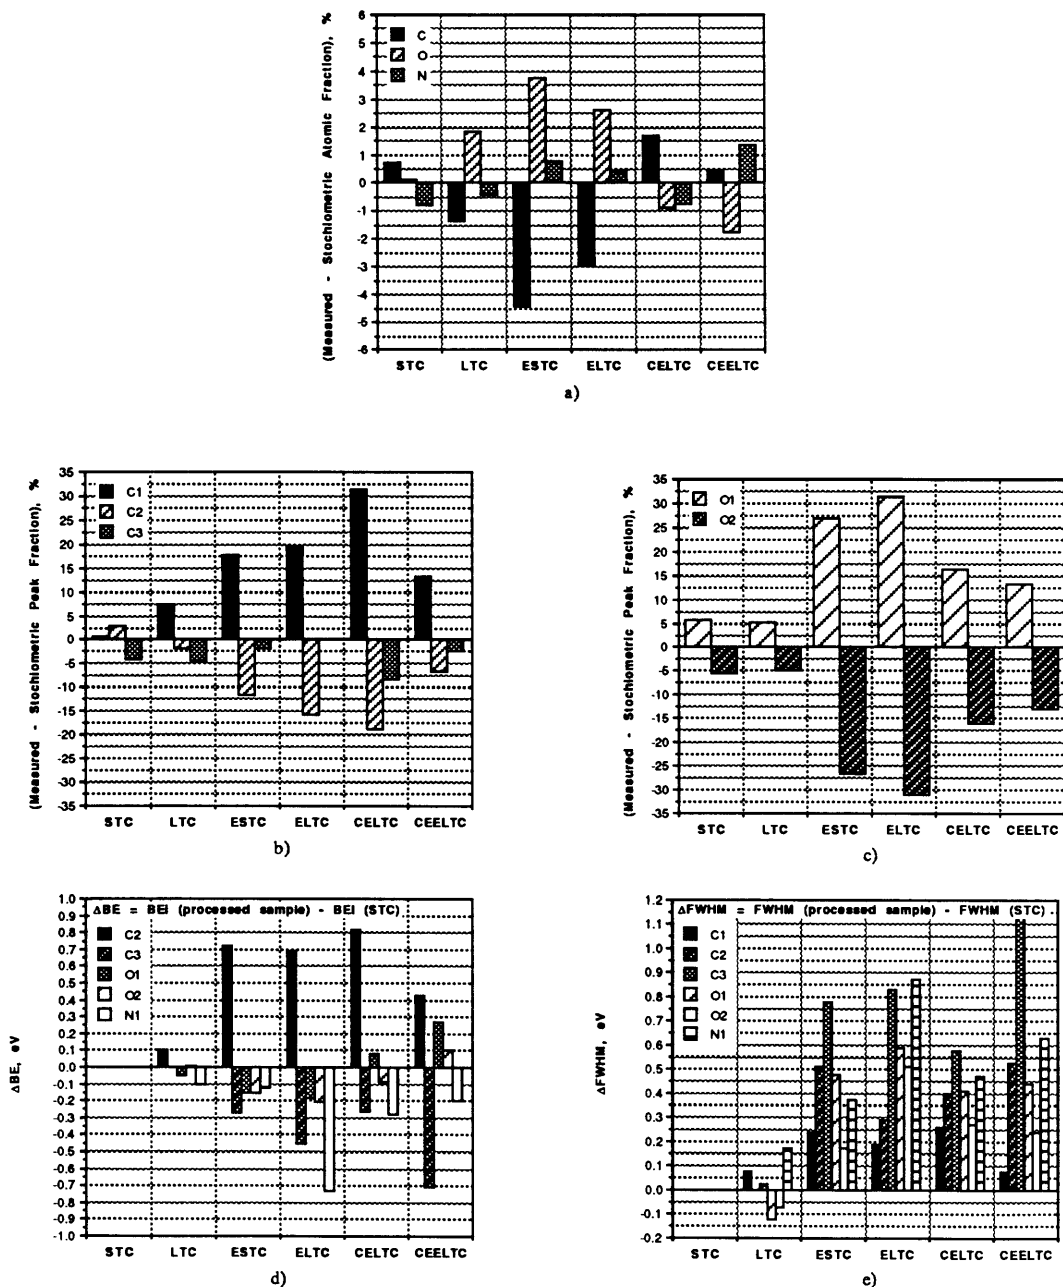 (Measured - Stochiometric Atomic Fraction), %
6
5
4
3
2
1
0
-1
-2
-3
-4
-5
-6
C
O
N
STC LTC ESTC ELTC CELTC CEELTC
a)
(Measured - Stochiometric Peak Fraction), %
35
30
25
20
15
10
5
0
-5
-10
-15
-20
-25
-30
-35
C1
C2
C3
STC LTC ESTC ELTC CELTC CEELTC
b)
(Measured - Stochiometric Peak Fraction), %
35
30
25
20
15
10
5
0
-5
-10
-15
-20
-25
-30
-35
O1
O2
STC LTC ESTC ELTC CELTC CEELTC
c)
ΔBE, eV
1.0
0.9
0.8
0.7
0.6
0.5
0.4
0.3
0.2
0.1
0.0
-0.1
-0.2
-0.3
-0.4
-0.5
-0.6
-0.7
-0.8
-0.9
-1.0
ΔBE = BEI (processed sample) - BEI (STC)
C2
C3
O1
O2
N1
STC LTC ESTC ELTC CELTC CEELTC
d)
ΔFWHM, eV
1.2
1.1
1.0
0.9
0.8
0.7
0.6
0.5
0.4
0.3
0.2
0.1
0.0
-0.1
-0.2
ΔFWHM = FWHM (processed sample) - FWHM (STC)
C1
C2
C3
O1
O2
N1
STC LTC ESTC ELTC CELTC CEELTC
e)